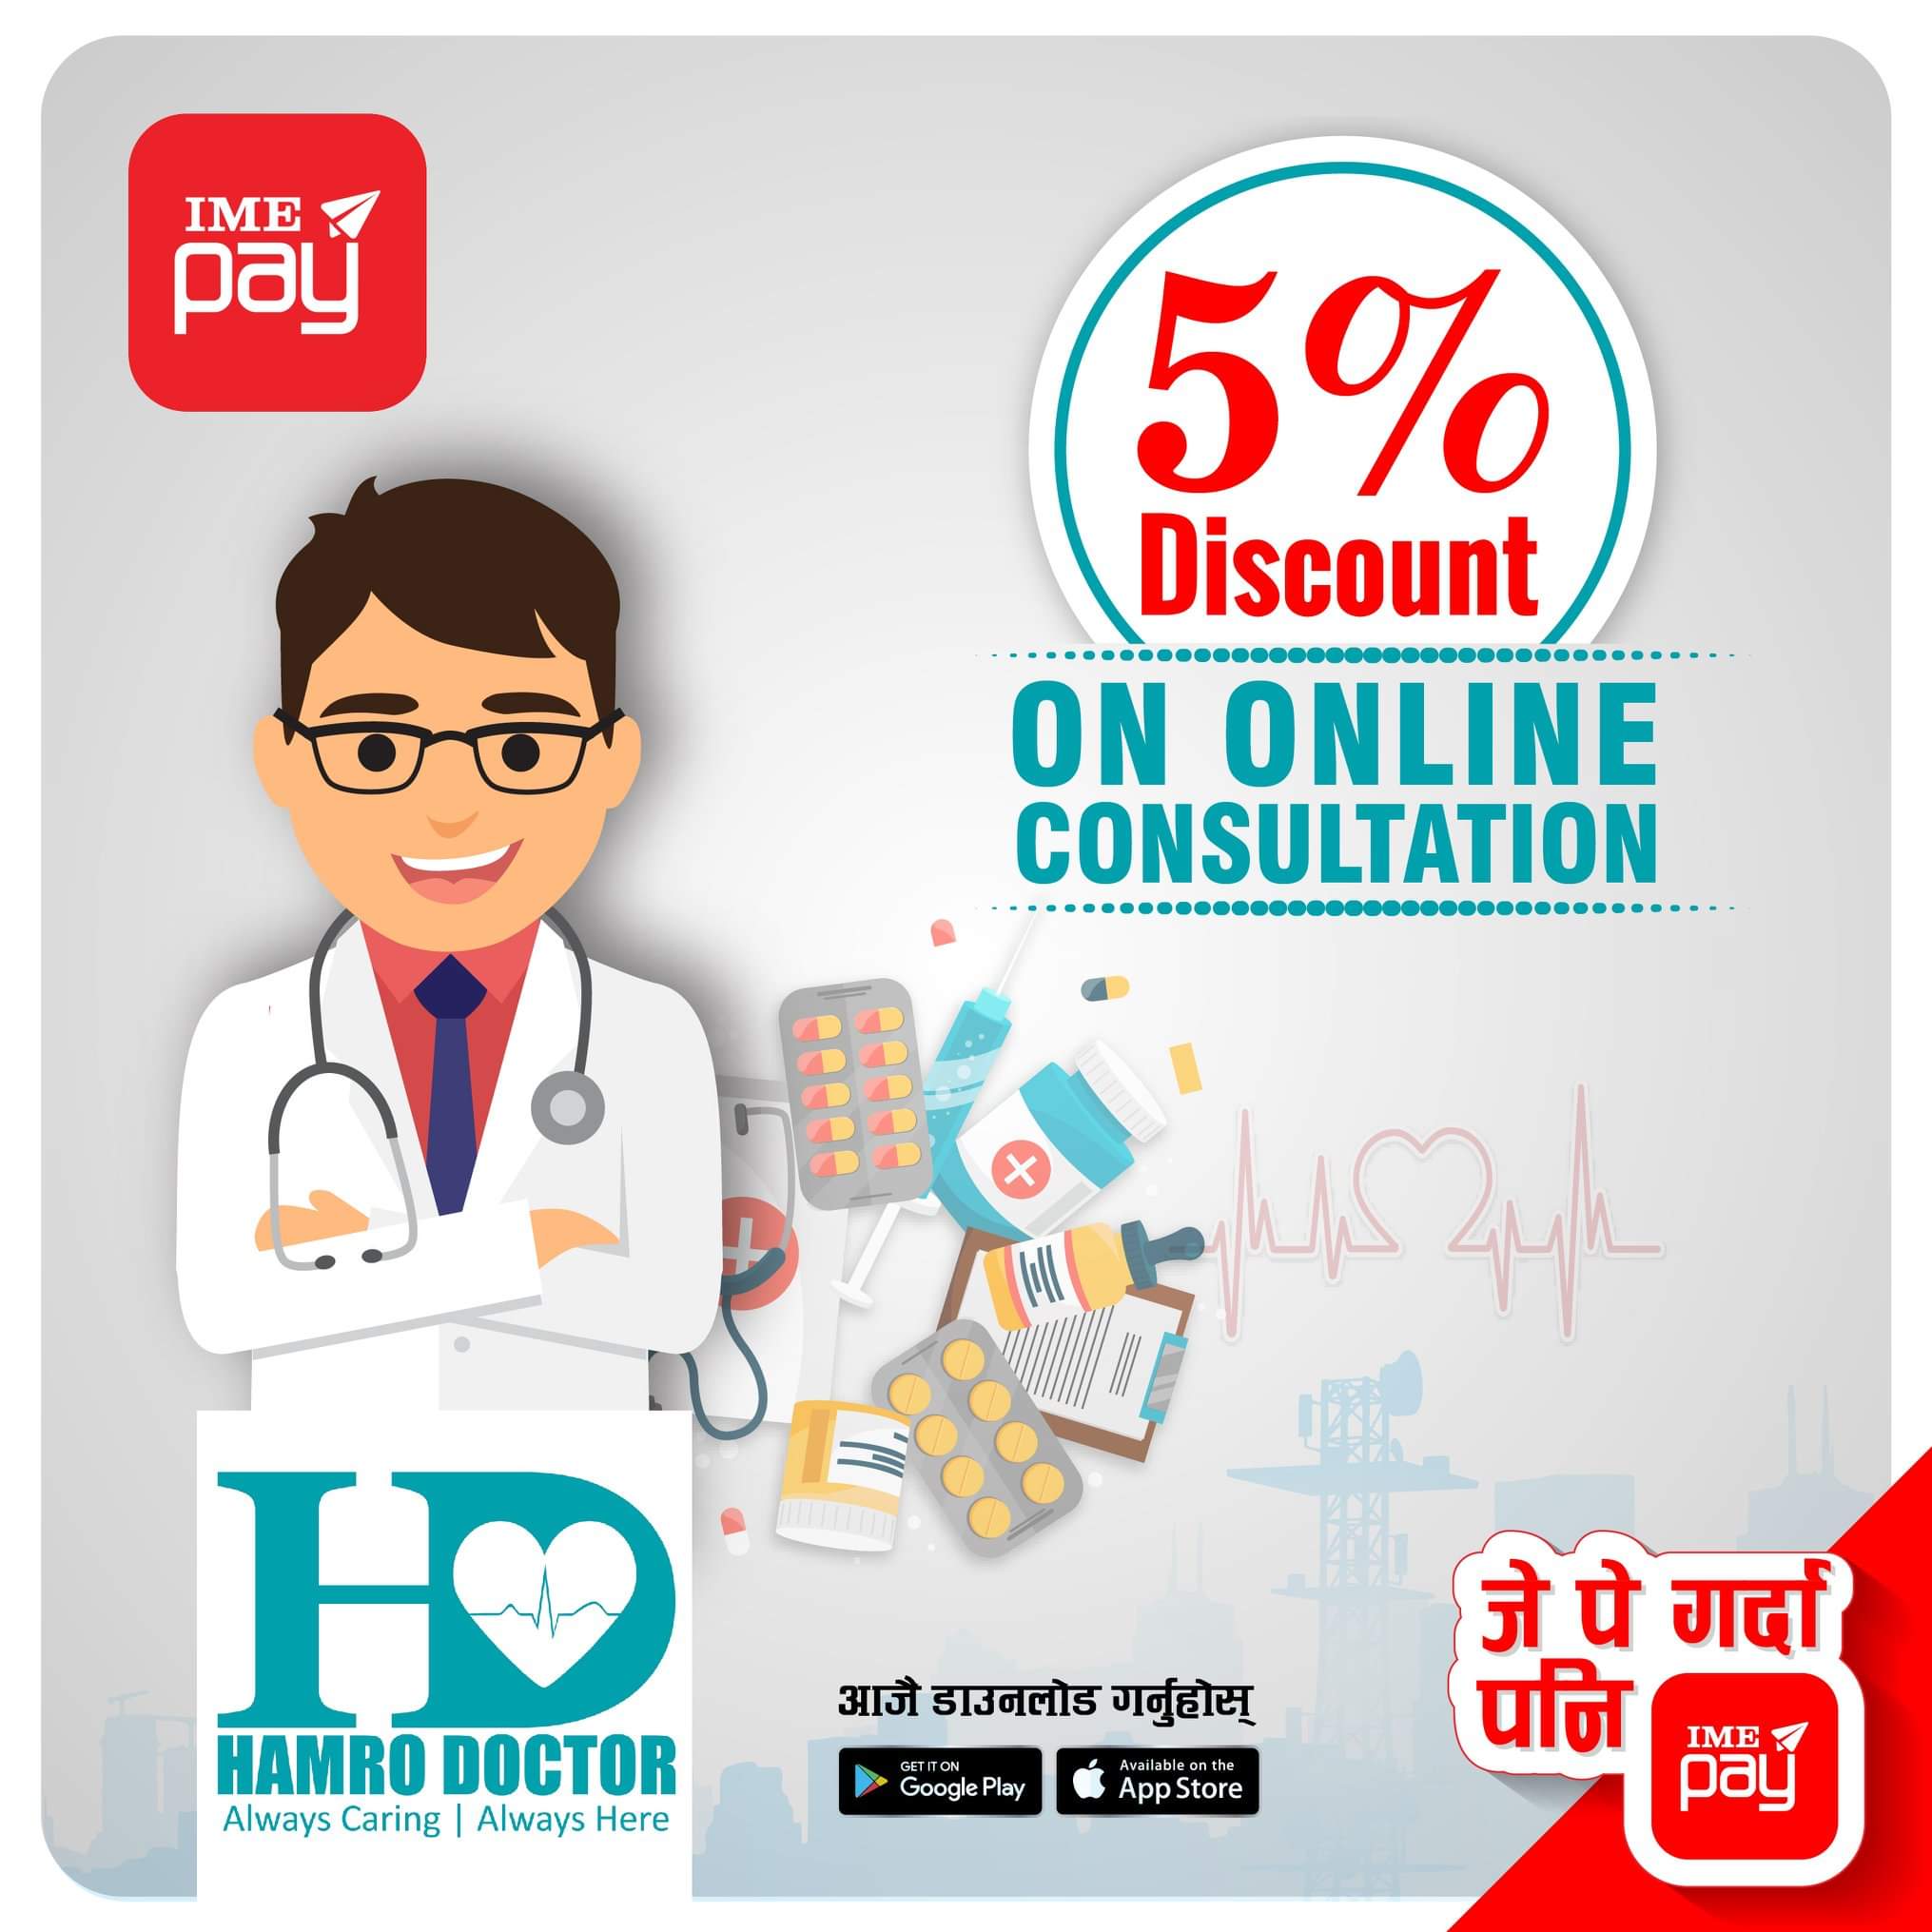 IME
pay
5%
Discount
ON ONLINE
CONSULTATION
HD
HAMRO DOCTOR
Always Caring | Always Here
आजै डाउनलोड गर्नुहोस्
GET IT ON
Google Play
Available on the
App Store
जे पे गर्दा
पनि
IME
pay